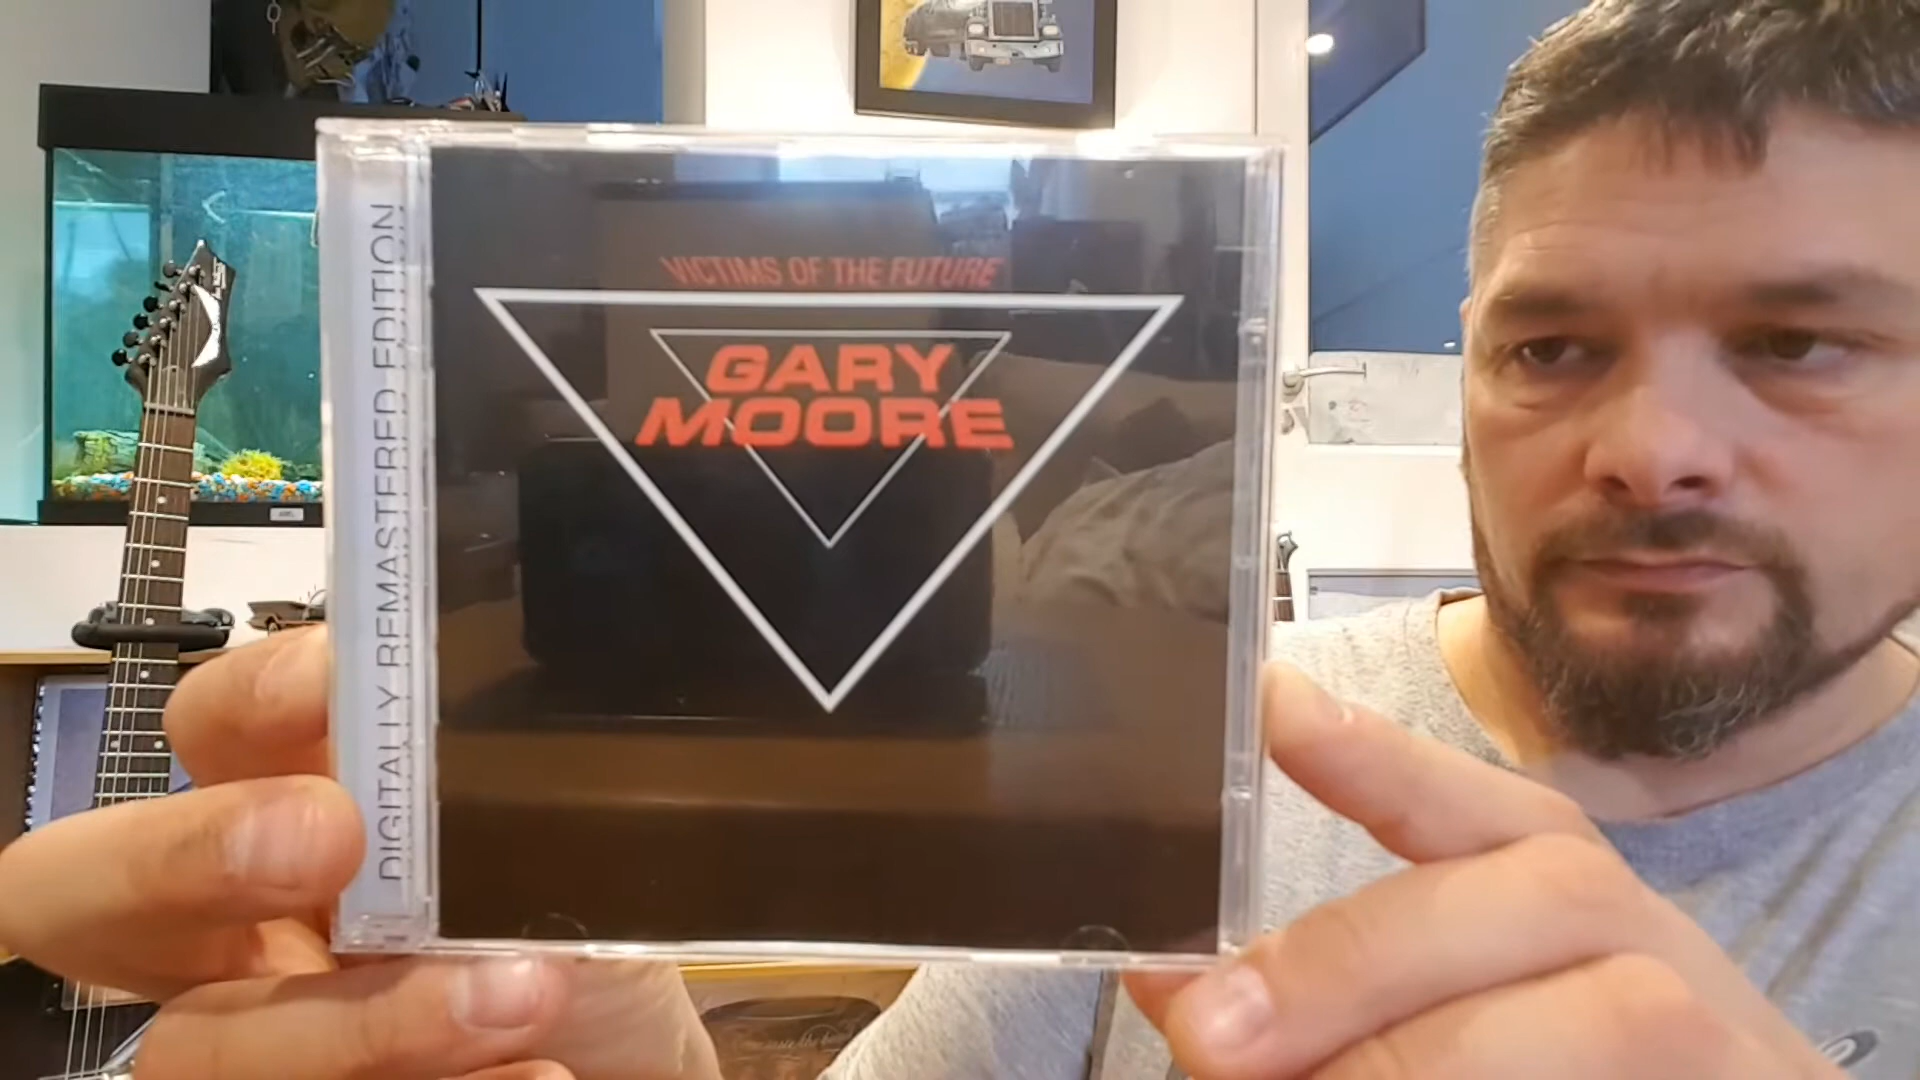 DIGITALLY REMASTERED EDITION
VICTIMS OF THE FUTURE
GARY
MOORE